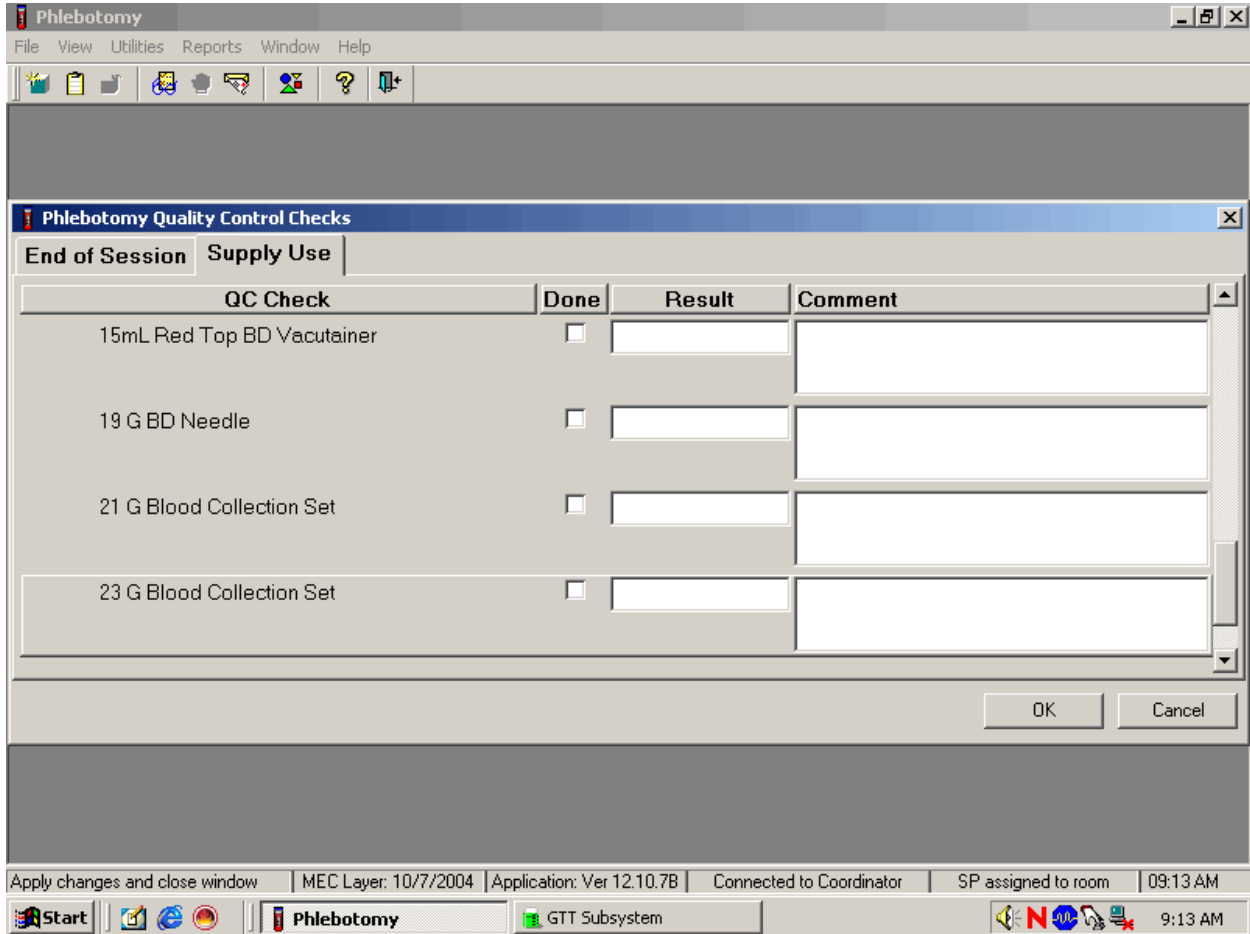 Phlebotomy
File View Utilities Reports Window Help
Phlebotomy Quality Control Checks
End of Session Supply Use
QC Check Done Result Comment
15mL Red Top BD Vacutainer
19 G BD Needle
21 G Blood Collection Set
23 G Blood Collection Set
OK Cancel
Apply changes and close window MEC Layer: 10/7/2004 Application: Ver 12.10.7B Connected to Coordinator SP assigned to room 09:13 AM
Start Phlebotomy GTT Subsystem N 9:13 AM